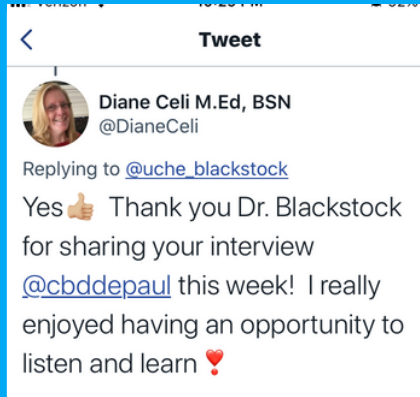 Tweet
Diane Celi M.Ed, BSN
@DianeCeli
Replying to @uche_blackstock
Yes👍🏼 Thank you Dr. Blackstock
for sharing your interview
@cbddepaul this week! I really
enjoyed having an opportunity to
listen and learn❣️